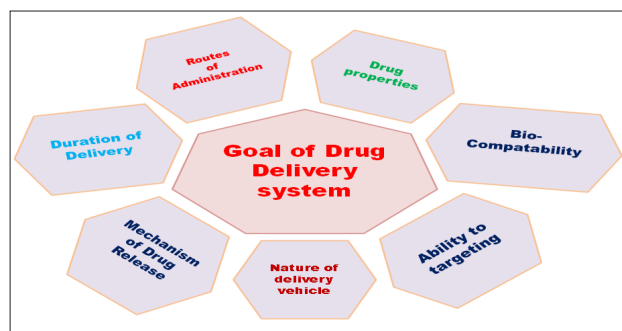 Routes
of
Administration
Drug
properties
Duration of
Delivery
Goal of Drug
Delivery
system
Bio-
Compatability
Mechanism
of Drug
Release
Nature of
delivery
vehicle
Ability to
targeting